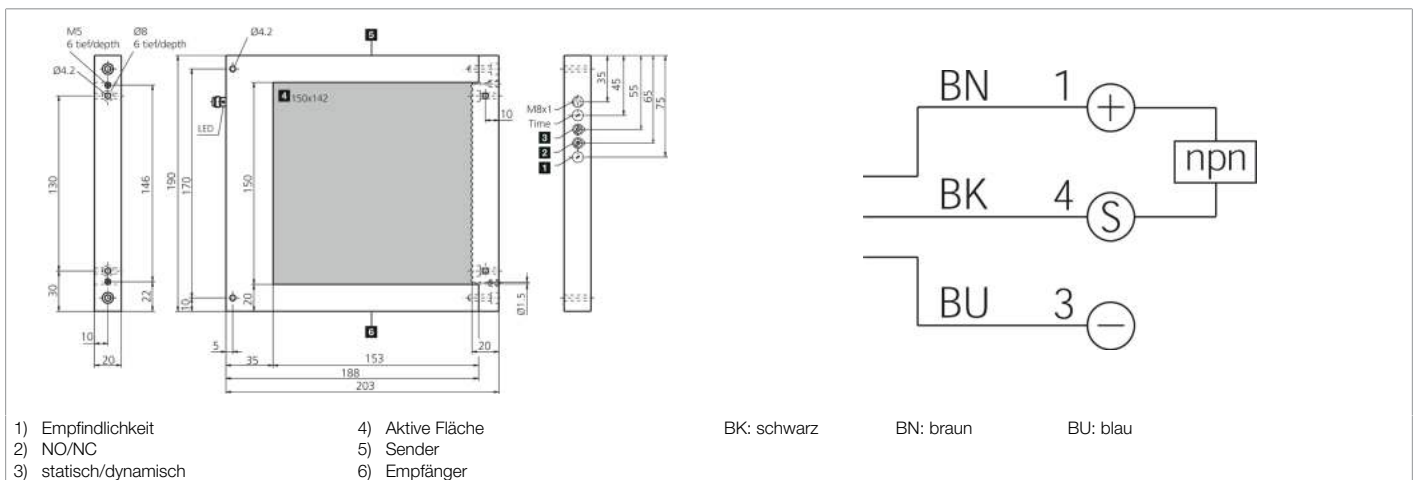 M5
6 tief/depth
Ø8
6 tief/depth
Ø4.2
130
30
146
22
10
20
Ø4.2
5
4 150x142
LED
190
170
150
10
20
10
Ø1.5
6
5
35
153
20
188
203
35
45
55
65
75
M8x1
Time
3
2
1
BN 1 +
npn
BK 4 S
BU 3 −
1) Empfindlichkeit
2) NO/NC
3) statisch/dynamisch
4) Aktive Fläche
5) Sender
6) Empfänger
BK: schwarz BN: braun BU: blau